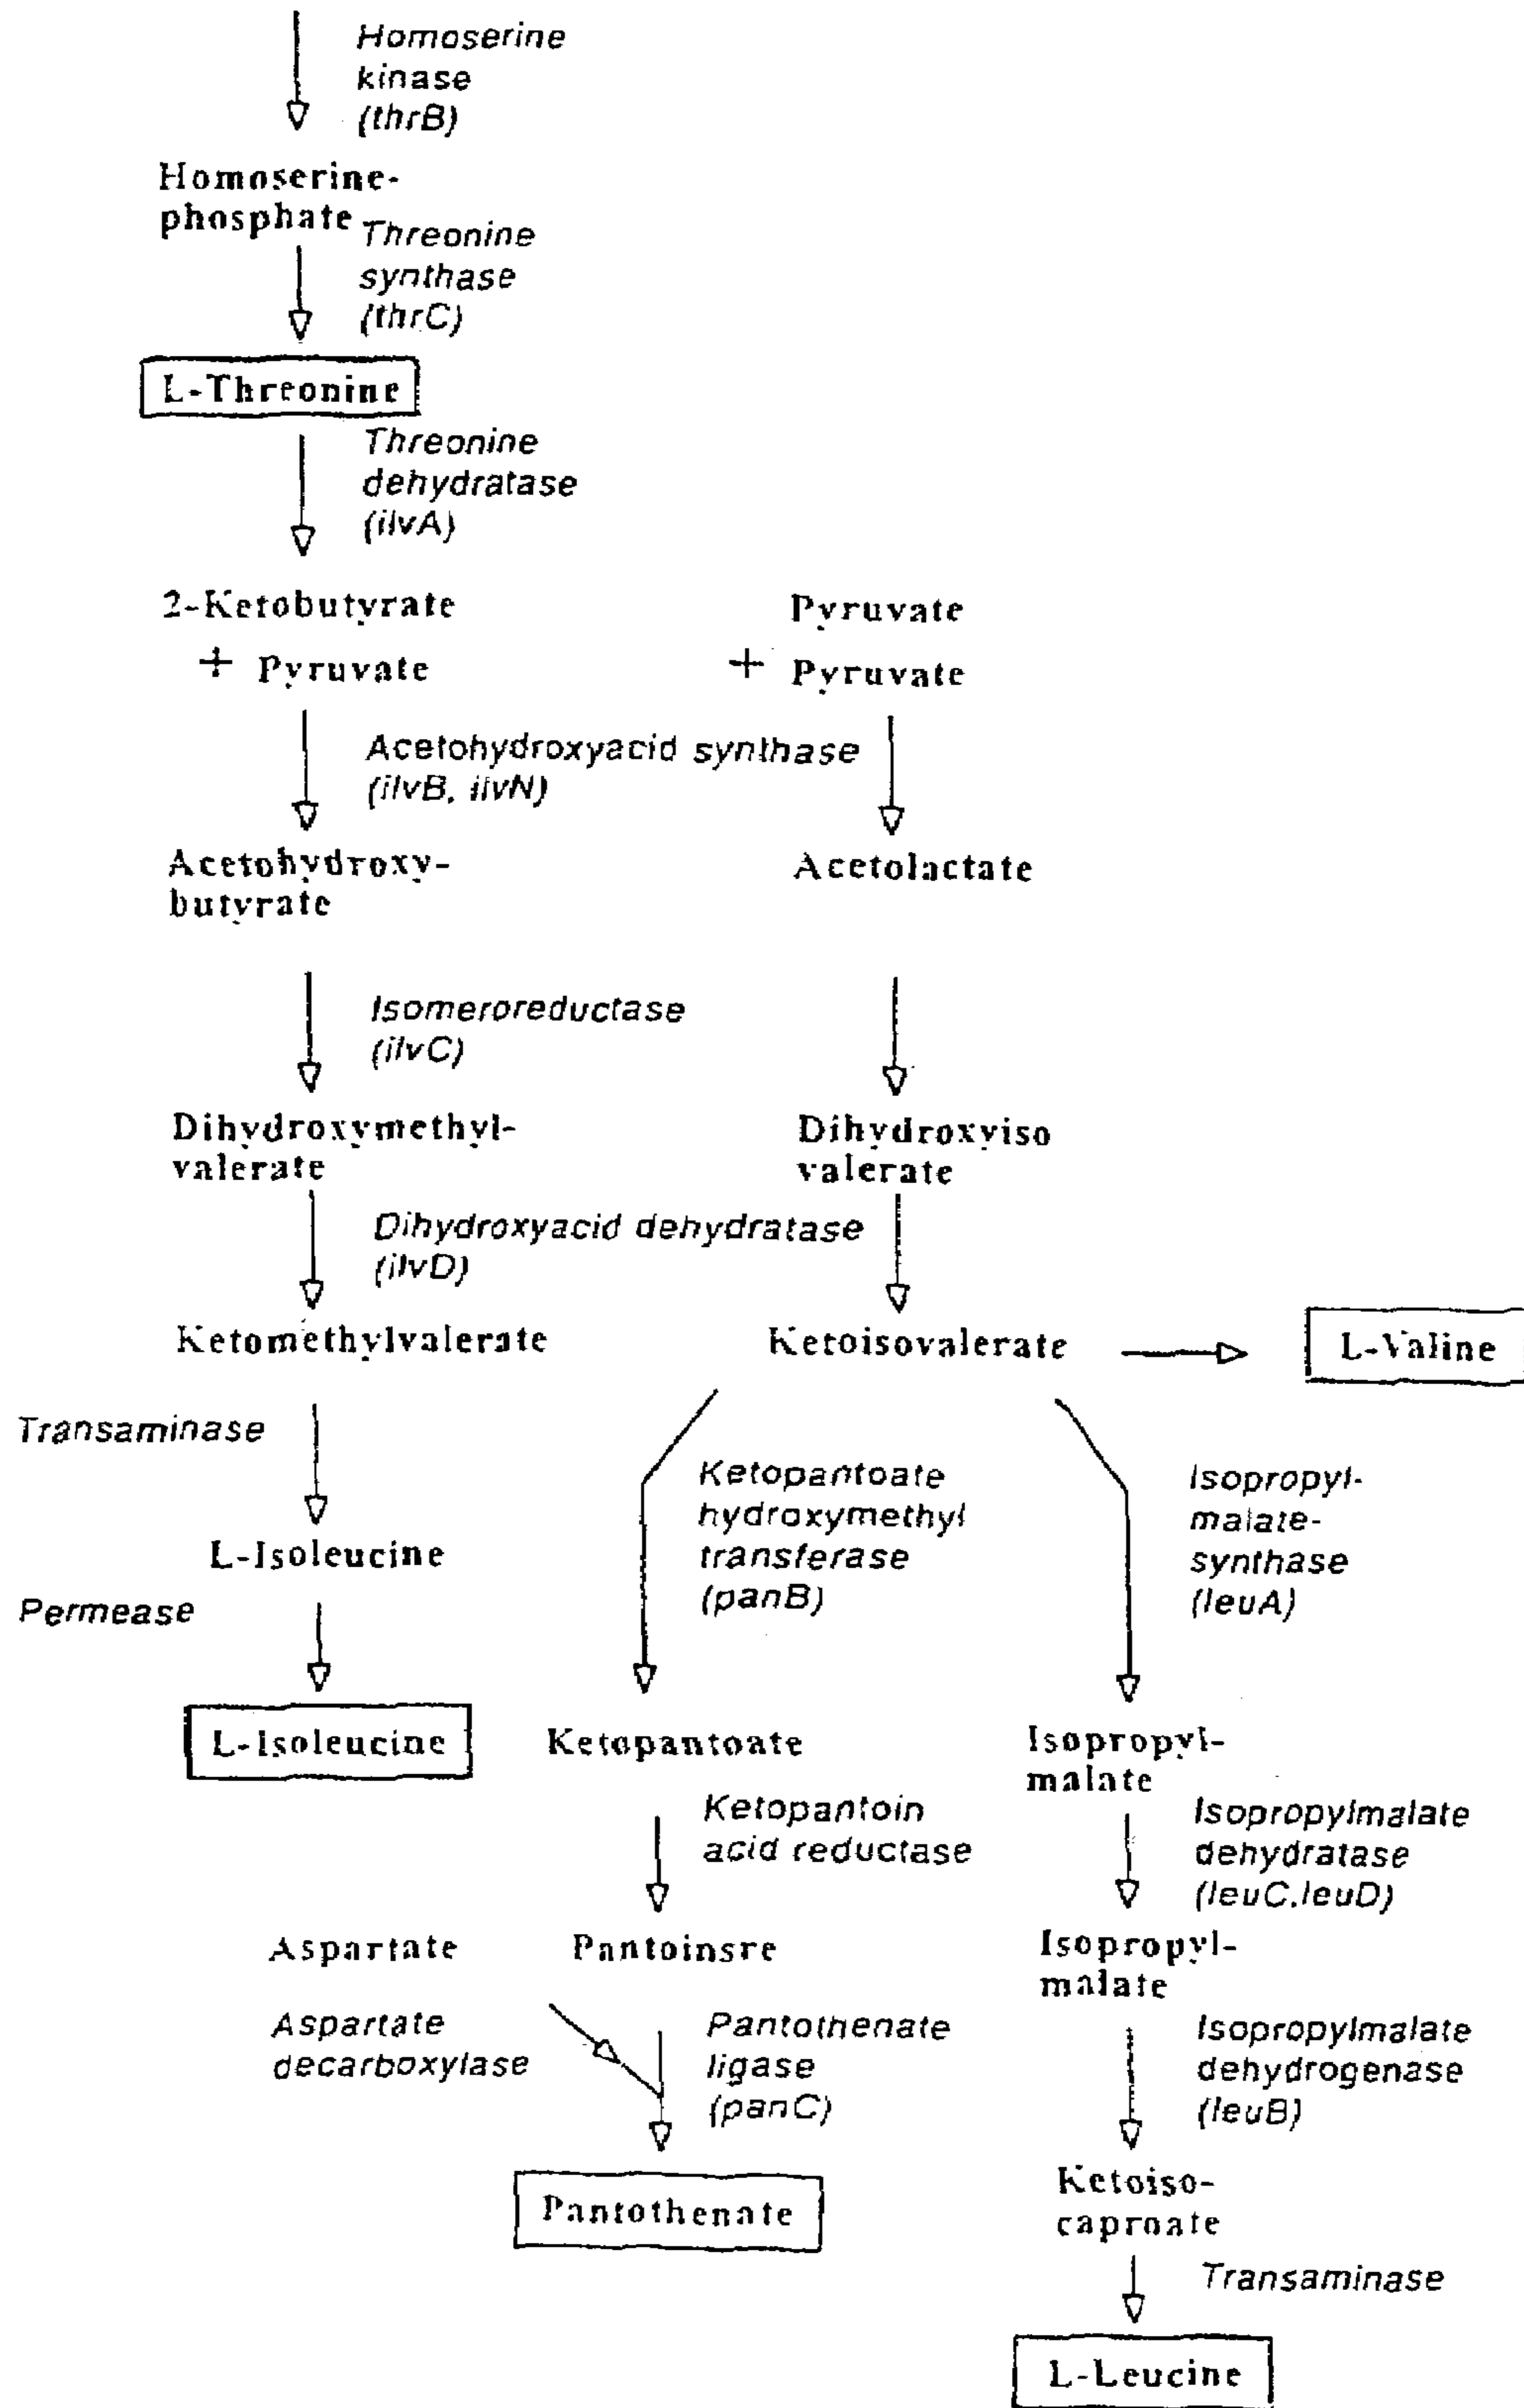 Homoserine
kinase
(thrB)
Homoserine-
phosphate
Threonine
synthase
(thrC)
L-Threonine
Threonine
dehydratase
(ilvA)
2-Ketobutyrate
+ Pyruvate
Pyruvate
+ Pyruvate
Acetohydroxyacid synthase
(ilvB, ilvN)
Acetohydroxy-
butyrate
Acetolactate
Isomeroreductase
(ilvC)
Dihydroxymethyl-
valerate
Dihydroxyiso
valerate
Dihydroxyacid dehydratase
(ilvD)
Ketomethylvalerate
Ketoisovalerate
L-Valine
Transaminase
Ketopantoate
hydroxymethyl
transferase
(panB)
Isopropyl-
malate-
synthase
(leuA)
L-Isoleucine
Permease
L-Isoleucine
Ketopantoate
Isopropyl-
malate
Ketopantoin
acid reductase
Isopropylmalate
dehydratase
(leuC.leuD)
Aspartate
Pantoinsre
Isopropyl-
malate
Aspartate
decarboxylase
Pantothenate
ligase
(panC)
Isopropylmalate
dehydrogenase
(leuB)
Pantothenate
Ketoiso-
caproate
Transaminase
L-Leucine